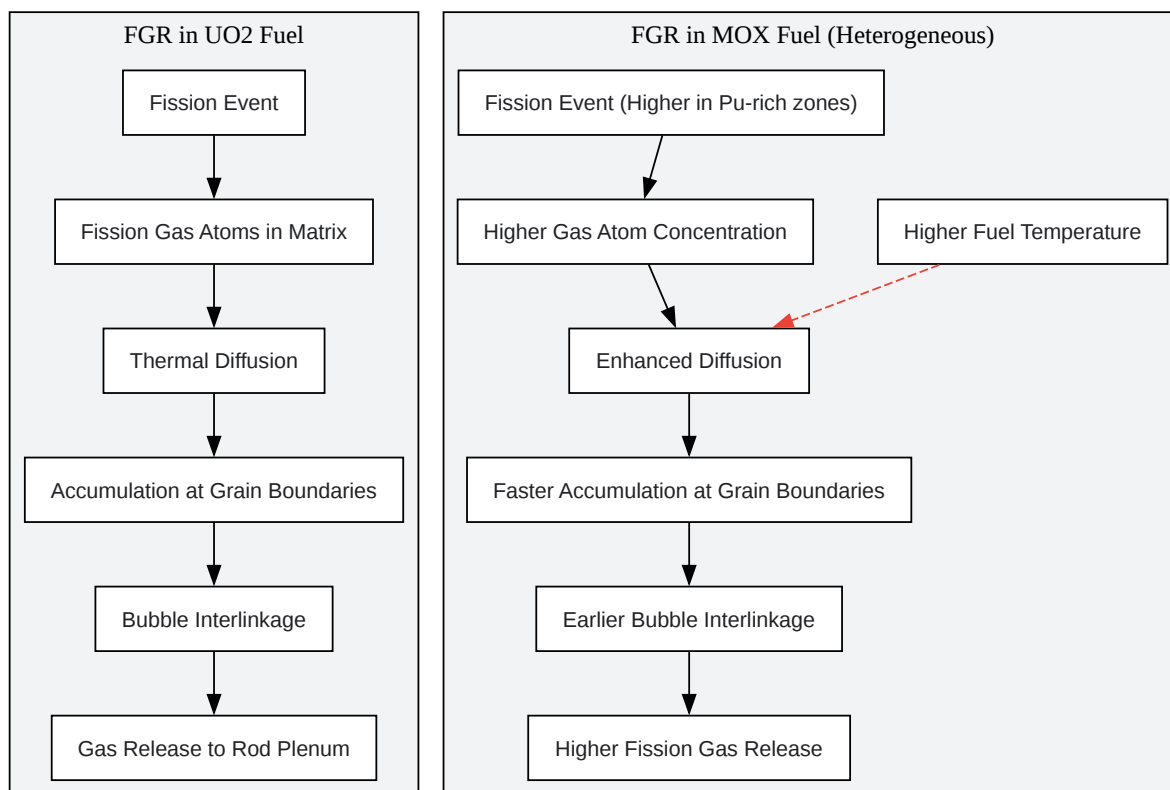 FGR in UO2 Fuel
Fission Event
Fission Gas Atoms in Matrix
Thermal Diffusion
Accumulation at Grain Boundaries
Bubble Interlinkage
Gas Release to Rod Plenum
FGR in MOX Fuel (Heterogeneous)
Fission Event (Higher in Pu-rich zones)
Higher Gas Atom Concentration
Higher Fuel Temperature
Enhanced Diffusion
Faster Accumulation at Grain Boundaries
Earlier Bubble Interlinkage
Higher Fission Gas Release